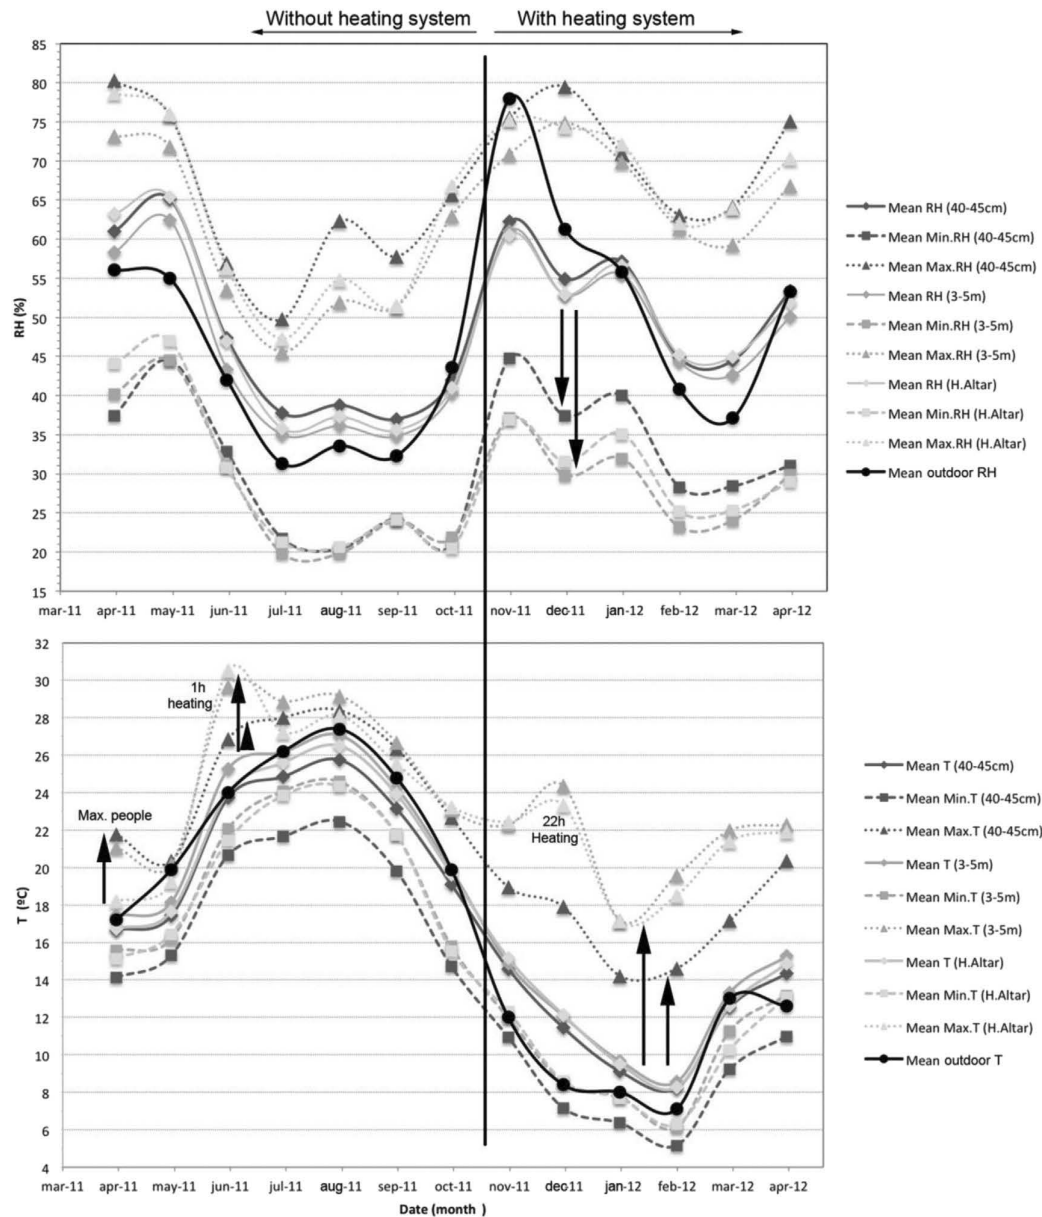 Without heating system With heating system
85
80
75
70
65
60
55
50
45
40
35
30
25
20
15
RH (%)
mar-11 apr-11 may-11 jun-11 jul-11 aug-11 sep-11 oct-11 nov-11 dec-11 jan-12 feb-12 mar-12 apr-12
Mean RH (40-45cm)
Mean Min.RH (40-45cm)
Mean Max.RH (40-45cm)
Mean RH (3-5m)
Mean Min.RH (3-5m)
Mean Max.RH (3-5m)
Mean RH (H.Altar)
Mean Min.RH (H.Altar)
Mean Max.RH (H.Altar)
Mean outdoor RH
32
30
28
26
24
22
20
18
16
14
12
10
8
6
4
T (ºC)
1h
heating
Max. people
22h
Heating
mar-11 apr-11 may-11 jun-11 jul-11 aug-11 sep-11 oct-11 nov-11 dec-11 jan-12 feb-12 mar-12 apr-12
Date (month )
Mean T (40-45cm)
Mean Min.T (40-45cm)
Mean Max.T (40-45cm)
Mean T (3-5m)
Mean Min.T (3-5m)
Mean Max.T (3-5m)
Mean T (H.Altar)
Mean Min.T (H.Altar)
Mean Max.T (H.Altar)
Mean outdoor T